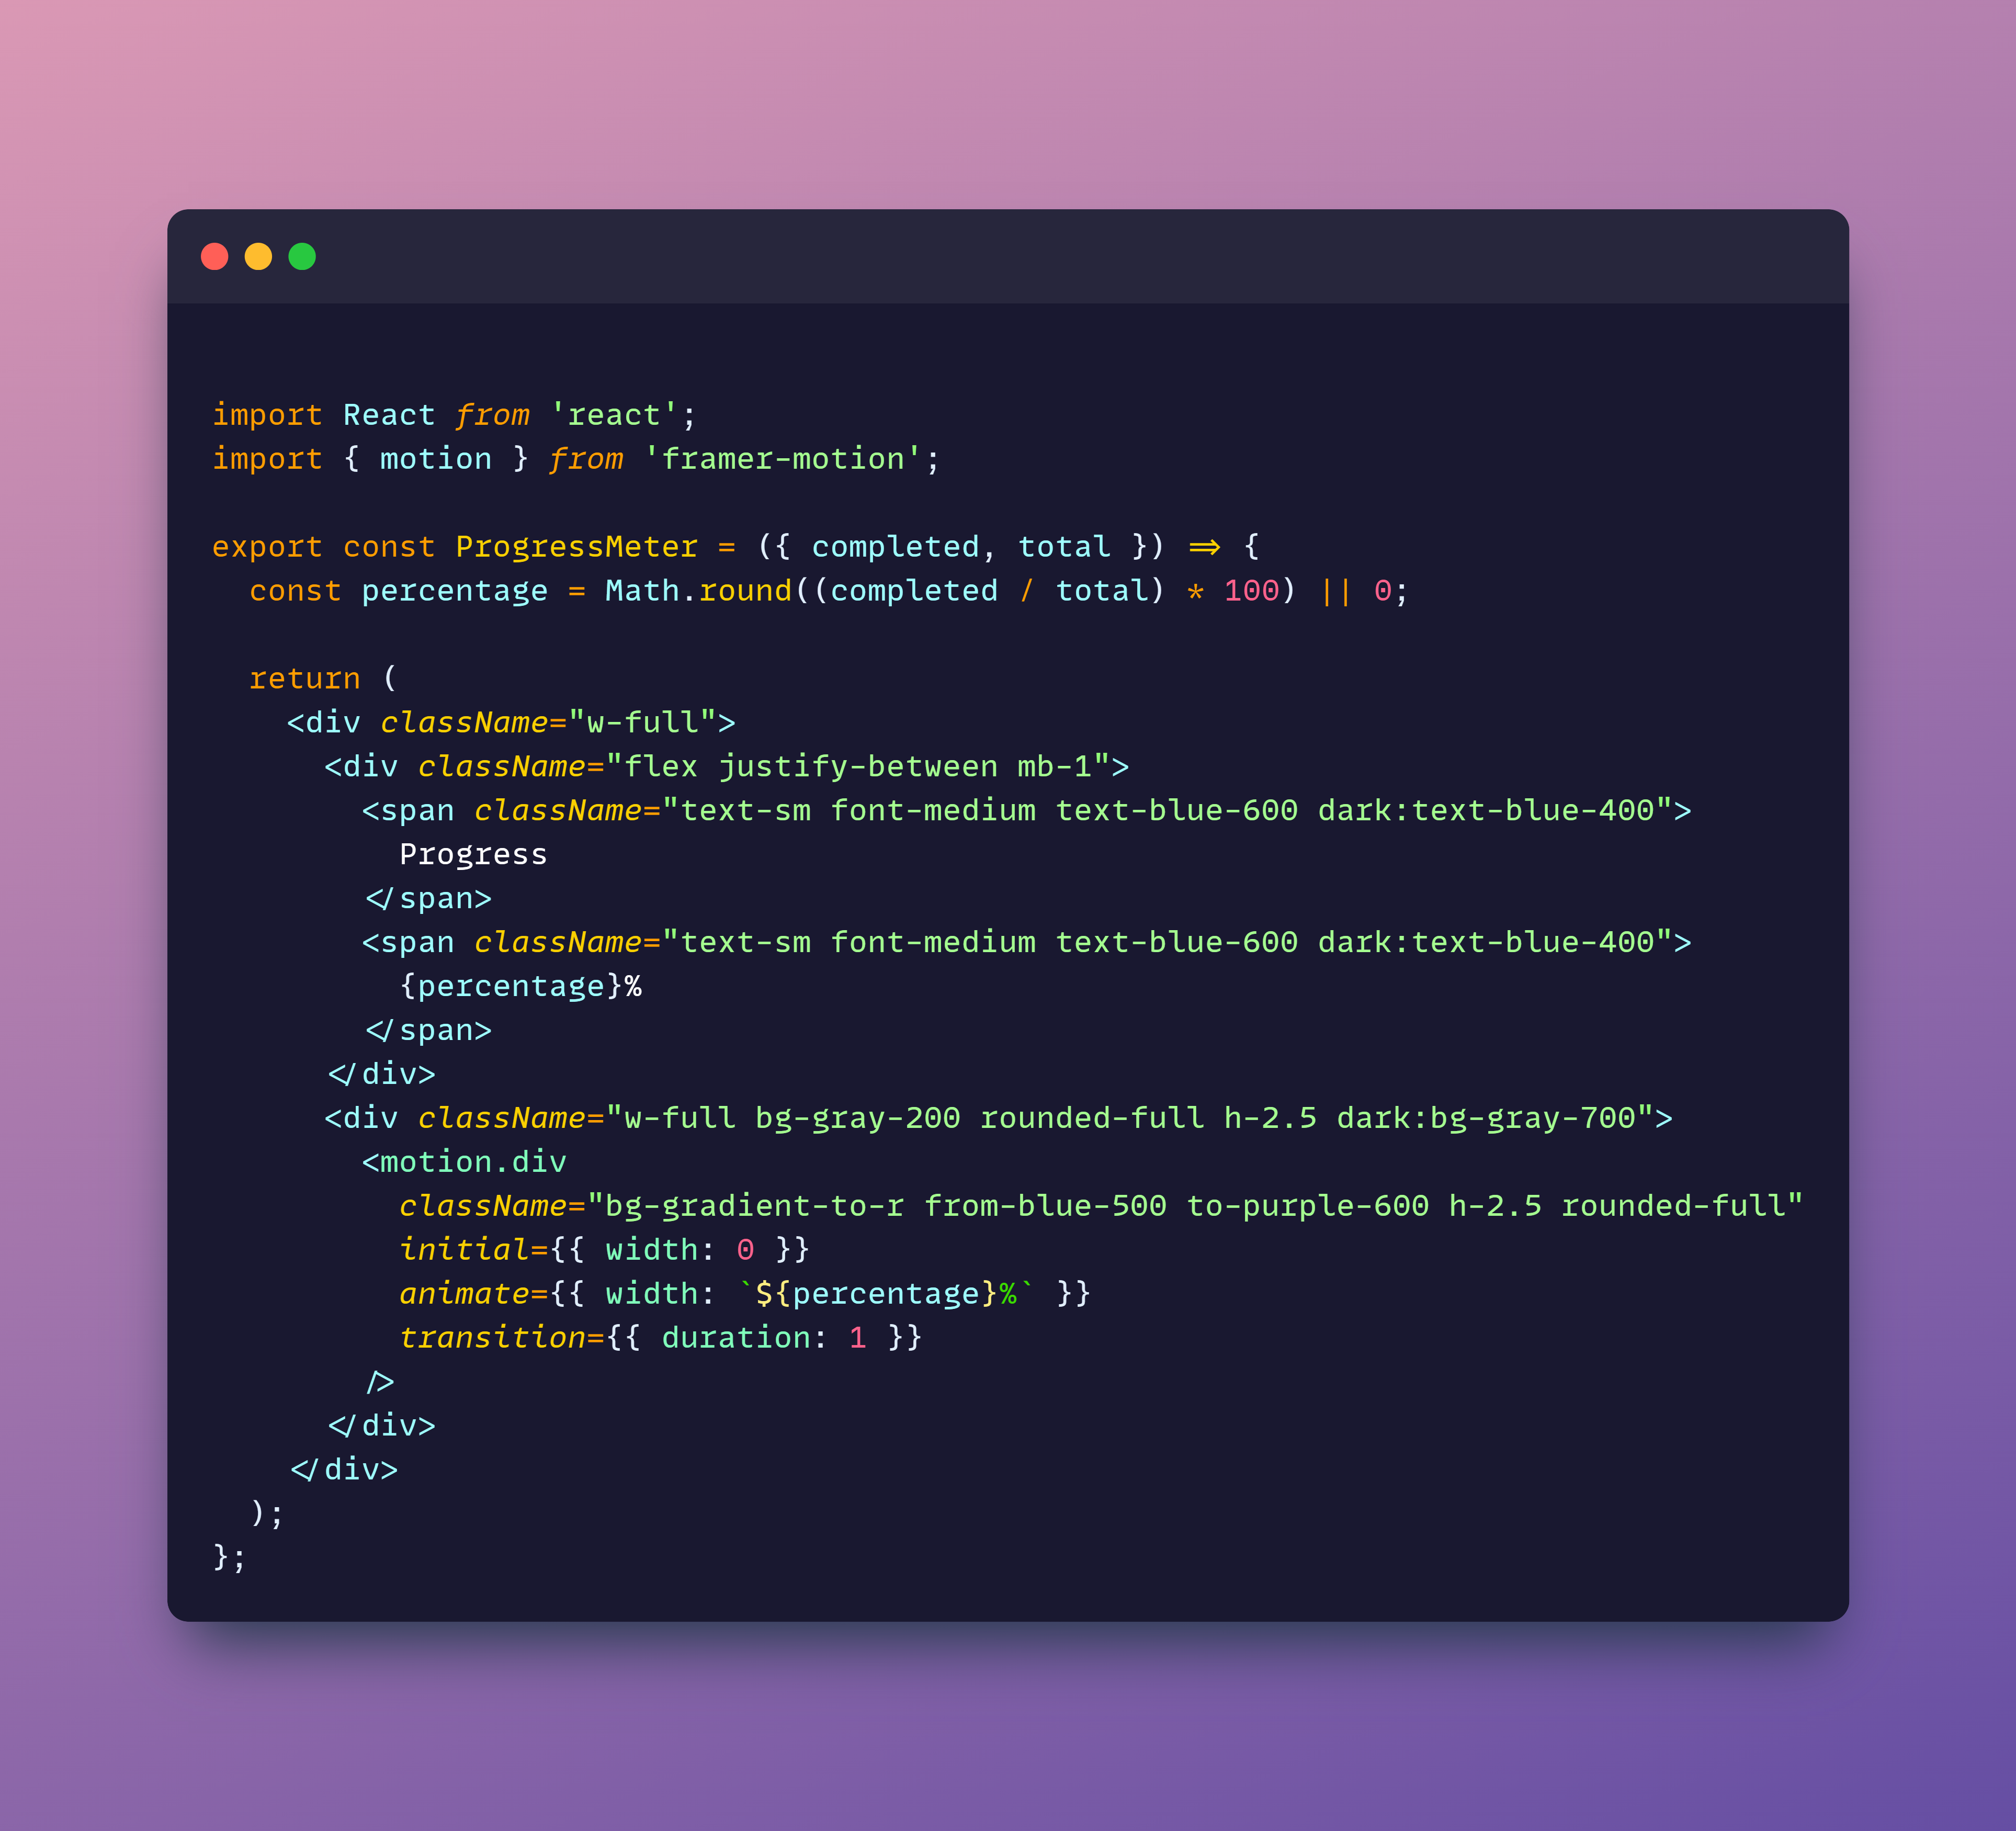 import React from 'react';
import { motion } from 'framer-motion';

export const ProgressMeter = ({ completed, total }) => {
  const percentage = Math.round((completed / total) * 100) || 0;

  return (
    <div className="w-full">
      <div className="flex justify-between mb-1">
        <span className="text-sm font-medium text-blue-600 dark:text-blue-400">
          Progress
        </span>
        <span className="text-sm font-medium text-blue-600 dark:text-blue-400">
          {percentage}%
        </span>
      </div>
      <div className="w-full bg-gray-200 rounded-full h-2.5 dark:bg-gray-700">
        <motion.div
          className="bg-gradient-to-r from-blue-500 to-purple-600 h-2.5 rounded-full"
          initial={{ width: 0 }}
          animate={{ width: `${percentage}%` }}
          transition={{ duration: 1 }}
        />
      </div>
    </div>
  );
};